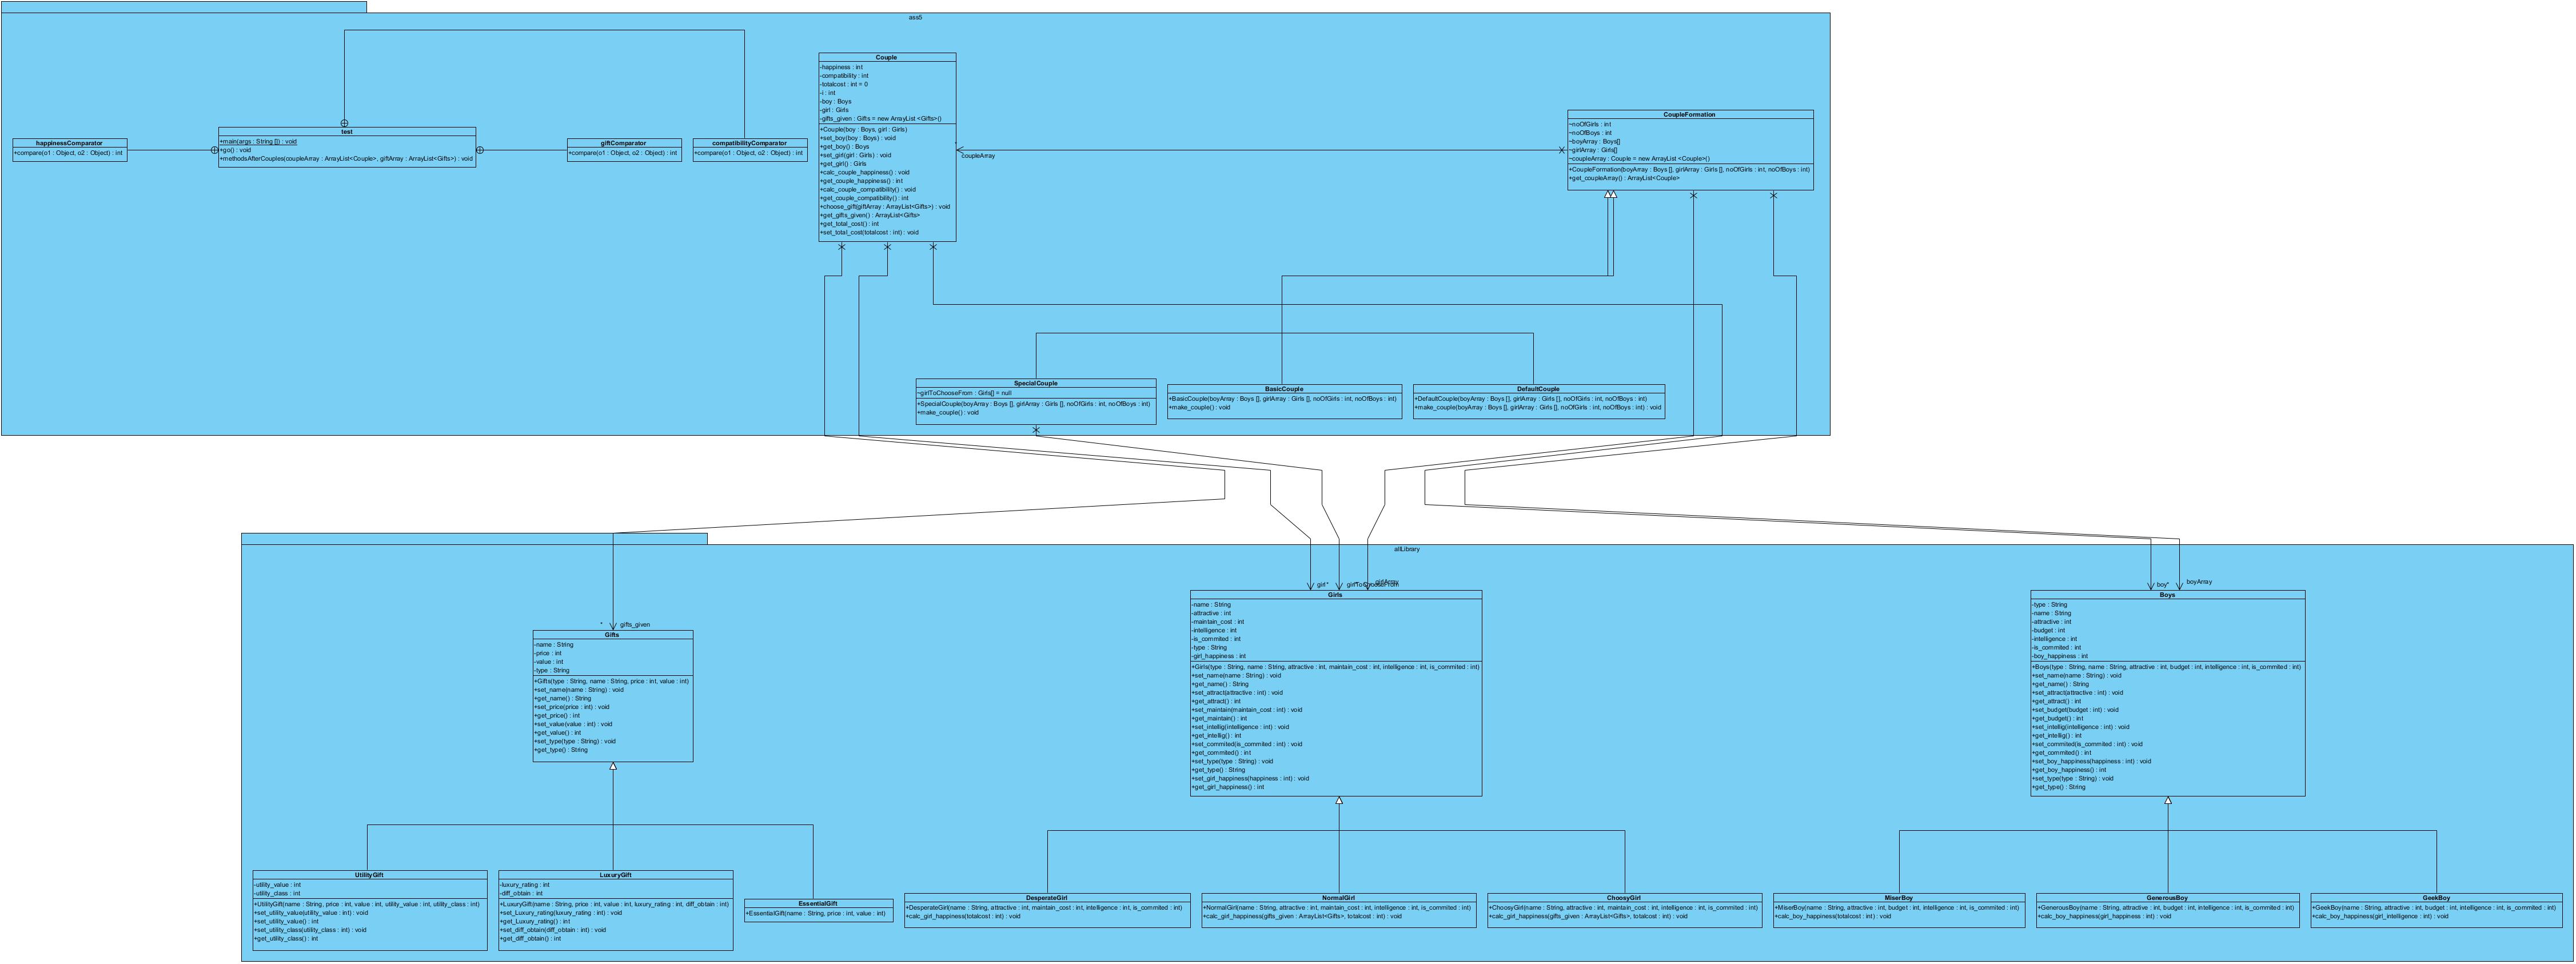 ass5
happinessComparator
+compare(o1 : Object, o2 : Object) : int
test
+main(args : String []) : void
+go() : void
+methodsAfterCouples(coupleArray : ArrayList<Couple>, giftArray : ArrayList<Gifts>) : void
giftComparator
+compare(o1 : Object, o2 : Object) : int
compatibilityComparator
+compare(o1 : Object, o2 : Object) : int
Couple
-happiness : int
-compatibility : int
-totalcost : int = 0
-i : int
-boy : Boys
-girl : Girls
-gifts_given : Gifts = new ArrayList <Gifts>()
+Couple(boy : Boys, girl : Girls)
+set_boy(boy : Boys) : void
+get_boy() : Boys
+set_girl(girl : Girls) : void
+get_girl() : Girls
+calc_couple_happiness() : void
+get_couple_happiness() : int
+calc_couple_compatibility() : void
+get_couple_compatibility() : int
+choose_gift(giftArray : ArrayList<Gifts>) : void
+get_gifts_given() : ArrayList<Gifts>
+get_total_cost() : int
+set_total_cost(totalcost : int) : void
*
coupleArray
CoupleFormation
~noOfGirls : int
~noOfBoys : int
~boyArray : Boys[]
~girlArray : Girls[]
~coupleArray : Couple = new ArrayList <Couple>()
+CoupleFormation(boyArray : Boys [], girlArray : Girls [], noOfGirls : int, noOfBoys : int)
+get_coupleArray() : ArrayList<Couple>
SpecialCouple
~girlToChooseFrom : Girls[] = null
+SpecialCouple(boyArray : Boys [], girlArray : Girls [], noOfGirls : int, noOfBoys : int)
+make_couple() : void
BasicCouple
+BasicCouple(boyArray : Boys [], girlArray : Girls [], noOfGirls : int, noOfBoys : int)
+make_couple() : void
DefaultCouple
+DefaultCouple(boyArray : Boys [], girlArray : Girls [], noOfGirls : int, noOfBoys : int)
+make_couple(boyArray : Boys [], girlArray : Girls [], noOfGirls : int, noOfBoys : int) : void
allLibrary
* gifts_given
Gifts
-name : String
-price : int
-value : int
-type : String
+Gifts(type : String, name : String, price : int, value : int)
+set_name(name : String) : void
+get_name() : String
+set_price(price : int) : void
+get_price() : int
+set_value(value : int) : void
+get_value() : int
+set_type(type : String) : void
+get_type() : String
girl *
girlToChooseFrom
girlArray
Girls
-name : String
-attractive : int
-maintain_cost : int
-intelligence : int
-is_commited : int
-type : String
-girl_happiness : int
+Girls(type : String, name : String, attractive : int, maintain_cost : int, intelligence : int, is_commited : int)
+set_name(name : String) : void
+get_name() : String
+set_attract(attractive : int) : void
+get_attract() : int
+set_maintain(maintain_cost : int) : void
+get_maintain() : int
+set_intellig(intelligence : int) : void
+get_intellig() : int
+set_commited(is_commited : int) : void
+get_commited() : int
+set_type(type : String) : void
+get_type() : String
+set_girl_happiness(happiness : int) : void
+get_girl_happiness() : int
boy *
boyArray
Boys
-type : String
-name : String
-attractive : int
-budget : int
-intelligence : int
-is_commited : int
-boy_happiness : int
+Boys(type : String, name : String, attractive : int, budget : int, intelligence : int, is_commited : int)
+set_name(name : String) : void
+get_name() : String
+set_attract(attractive : int) : void
+get_attract() : int
+set_budget(budget : int) : void
+get_budget() : int
+set_intellig(intelligence : int) : void
+get_intellig() : int
+set_commited(is_commited : int) : void
+get_commited() : int
+set_boy_happiness(happiness : int) : void
+get_boy_happiness() : int
+set_type(type : String) : void
+get_type() : String
UtilityGift
-utility_value : int
-utility_class : int
+UtilityGift(name : String, price : int, value : int, utility_value : int, utility_class : int)
+set_utility_value(utility_value : int) : void
+get_utility_value() : int
+set_utility_class(utility_class : int) : void
+get_utility_class() : int
LuxuryGift
-luxury_rating : int
-diff_obtain : int
+LuxuryGift(name : String, price : int, value : int, luxury_rating : int, diff_obtain : int)
+set_Luxury_rating(luxury_rating : int) : void
+get_Luxury_rating() : int
+set_diff_obtain(diff_obtain : int) : void
+get_diff_obtain() : int
EssentialGift
+EssentialGift(name : String, price : int, value : int)
DesperateGirl
+DesperateGirl(name : String, attractive : int, maintain_cost : int, intelligence : int, is_commited : int)
+calc_girl_happiness(totalcost : int) : void
NormalGirl
+NormalGirl(name : String, attractive : int, maintain_cost : int, intelligence : int, is_commited : int)
+calc_girl_happiness(gifts_given : ArrayList<Gifts>, totalcost : int) : void
ChoosyGirl
+ChoosyGirl(name : String, attractive : int, maintain_cost : int, intelligence : int, is_commited : int)
+calc_girl_happiness(gifts_given : ArrayList<Gifts>, totalcost : int) : void
MiserBoy
+MiserBoy(name : String, attractive : int, budget : int, intelligence : int, is_commited : int)
+calc_boy_happiness(totalcost : int) : void
GenerousBoy
+GenerousBoy(name : String, attractive : int, budget : int, intelligence : int, is_commited : int)
+calc_boy_happiness(girl_happiness : int) : void
GeekBoy
+GeekBoy(name : String, attractive : int, budget : int, intelligence : int, is_commited : int)
+calc_boy_happiness(girl_intelligence : int) : void